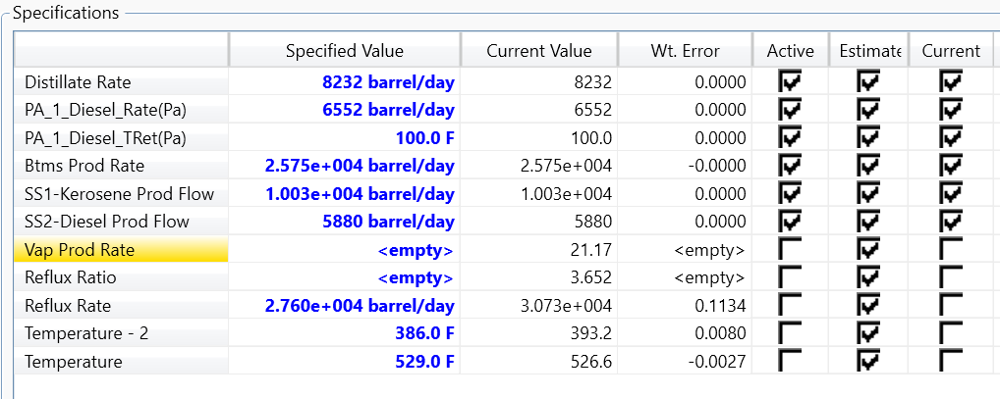 Specifications
Specified Value Current Value Wt. Error Active Estimate Current
Distillate Rate 8232 barrel/day 8232 0.0000
PA_1_Diesel_Rate(Pa) 6552 barrel/day 6552 0.0000
PA_1_Diesel_TRet(Pa) 100.0 F 100.0 0.0000
Btms Prod Rate 2.575e+004 barrel/day 2.575e+004 -0.0000
SS1-Kerosene Prod Flow 1.003e+004 barrel/day 1.003e+004 0.0000
SS2-Diesel Prod Flow 5880 barrel/day 5880 0.0000
Vap Prod Rate <empty> 21.17 <empty>
Reflux Ratio <empty> 3.652 <empty>
Reflux Rate 2.760e+004 barrel/day 3.073e+004 0.1134
Temperature - 2 386.0 F 393.2 0.0080
Temperature 529.0 F 526.6 -0.0027